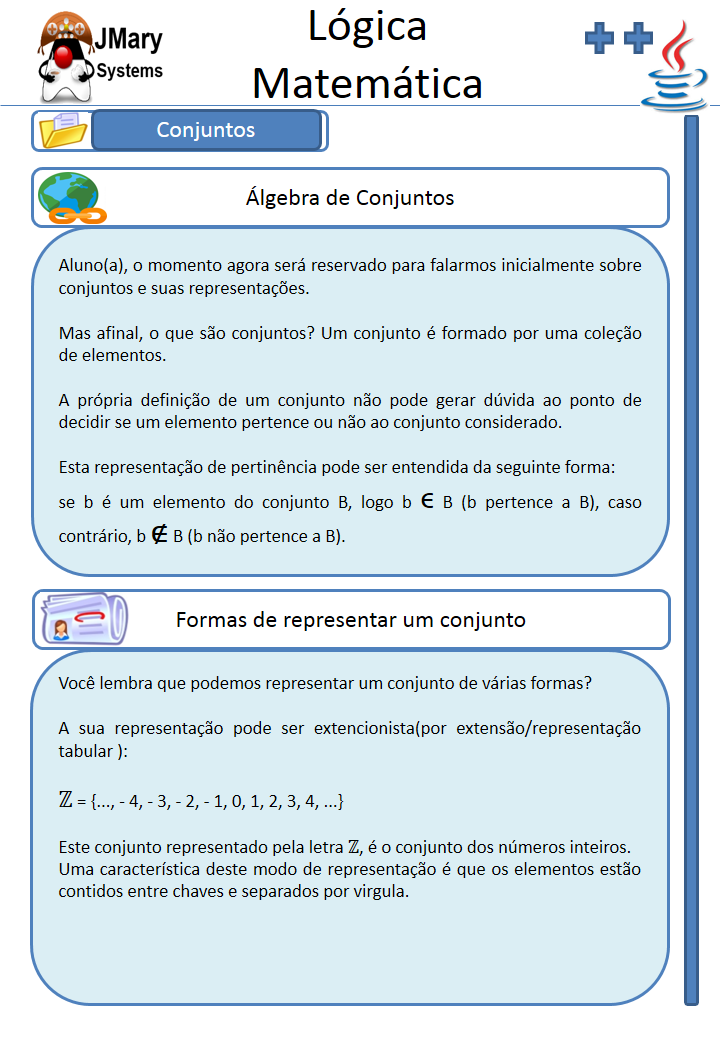 JMary
Systems
Lógica
Matemática
Conjuntos
Álgebra de Conjuntos
Aluno(a), o momento agora será reservado para falarmos inicialmente sobre
conjuntos e suas representações.
Mas afinal, o que são conjuntos? Um conjunto é formado por uma coleção
de elementos.
A própria definição de um conjunto não pode gerar dúvida ao ponto de
decidir se um elemento pertence ou não ao conjunto considerado.
Esta representação de pertinência pode ser entendida da seguinte forma:
se b é um elemento do conjunto B, logo b ∈ B (b pertence a B), caso
contrário, b ∉ B (b não pertence a B).
Formas de representar um conjunto
Você lembra que podemos representar um conjunto de várias formas?
A sua representação pode ser extencionista(por extensão/representação
tabular ):
ℤ = {..., - 4, - 3, - 2, - 1, 0, 1, 2, 3, 4, ...}
Este conjunto representado pela letra ℤ, é o conjunto dos números inteiros.
Uma característica deste modo de representação é que os elementos estão
contidos entre chaves e separados por virgula.